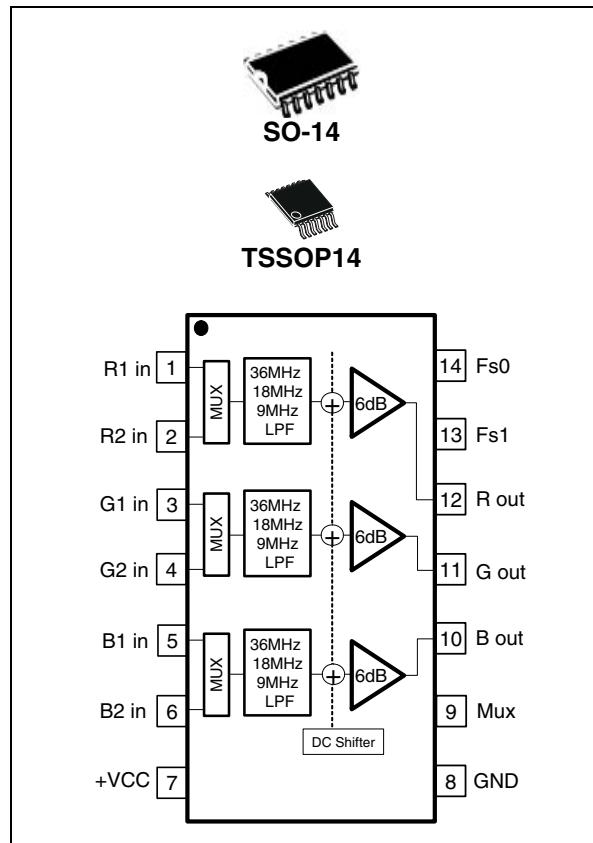 SO-14
TSSOP14
R1 in 1
R2 in 2
G1 in 3
G2 in 4
B1 in 5
B2 in 6
+VCC 7
MUX
36MHz
18MHz
9MHz
LPF
6dB
MUX
36MHz
18MHz
9MHz
LPF
6dB
MUX
36MHz
18MHz
9MHz
LPF
6dB
DC Shifter
14 Fs0
13 Fs1
12 R out
11 G out
10 B out
9 Mux
8 GND